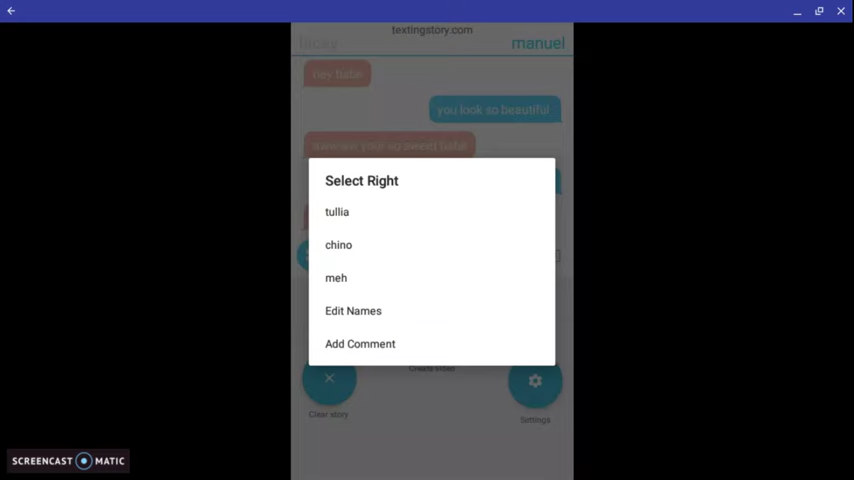 textingstory.com
manuel
hey babe
you look so beautiful
Select Right
tullia
chino
meh
Edit Names
Add Comment
Create video
Clear story
Settings
SCREENCAST MATIC